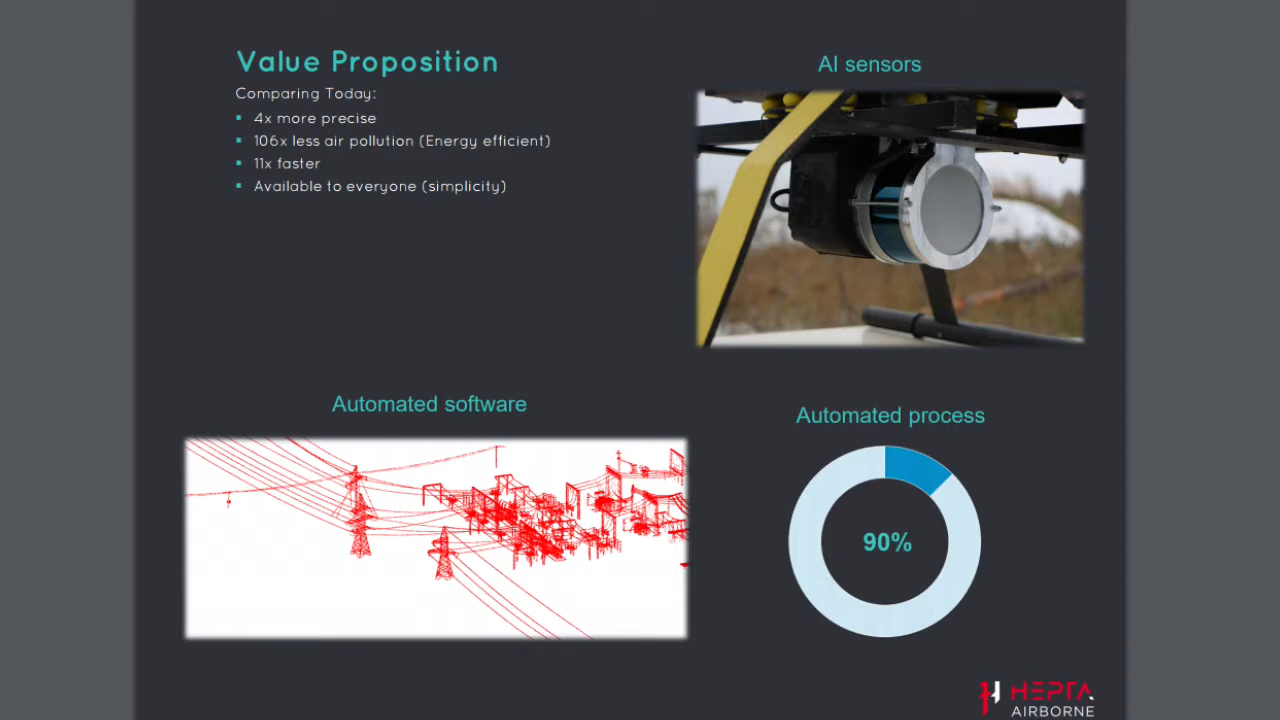 Value Proposition
Comparing Today:
4x more precise
106x less air pollution (Energy efficient)
11x faster
Available to everyone (simplicity)
AI sensors
Automated software
Automated process
90%
HEPTA
AIRBORNE